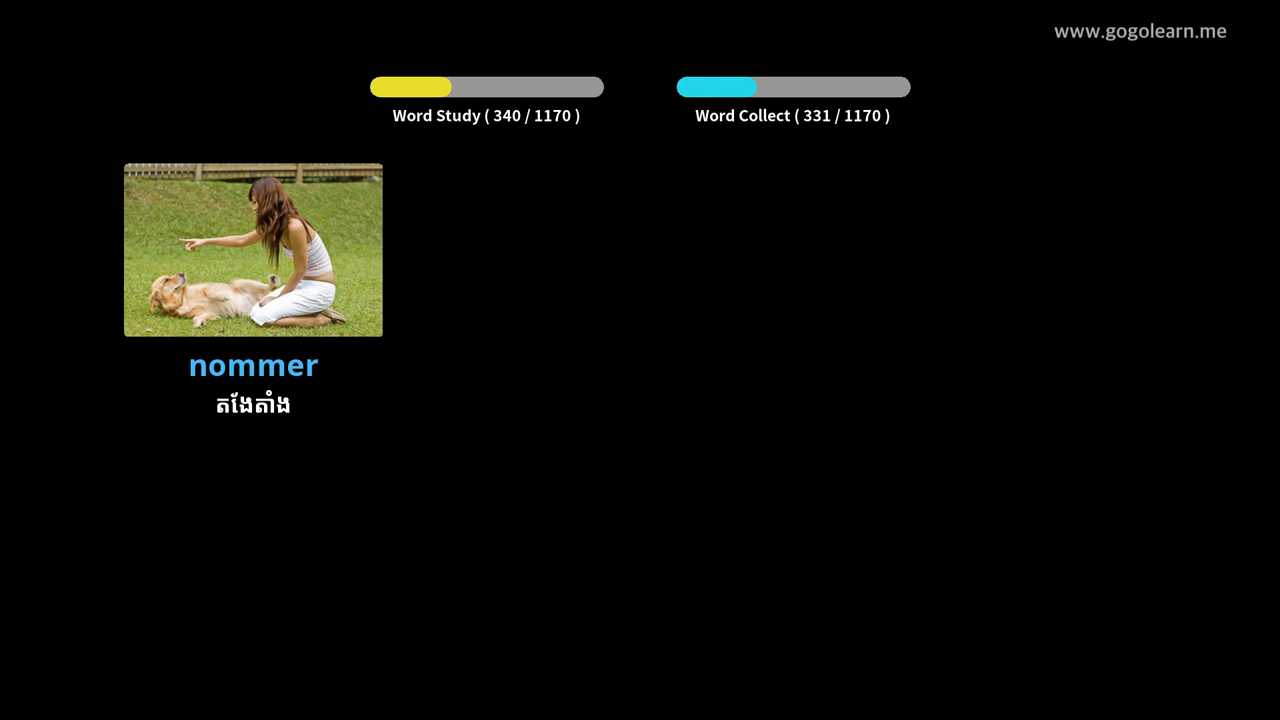 www.gogolearn.me
Word Study ( 340 / 1170 )
Word Collect ( 331 / 1170 )
nommer
តែងតាំង